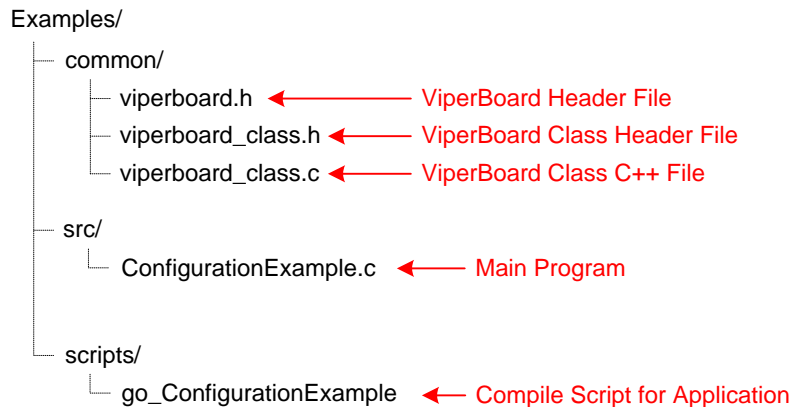 Examples/
common/
viperboard.h ViperBoard Header File
viperboard_class.h ViperBoard Class Header File
viperboard_class.c ViperBoard Class C++ File
src/
ConfigurationExample.c Main Program
scripts/
go_ConfigurationExample Compile Script for Application